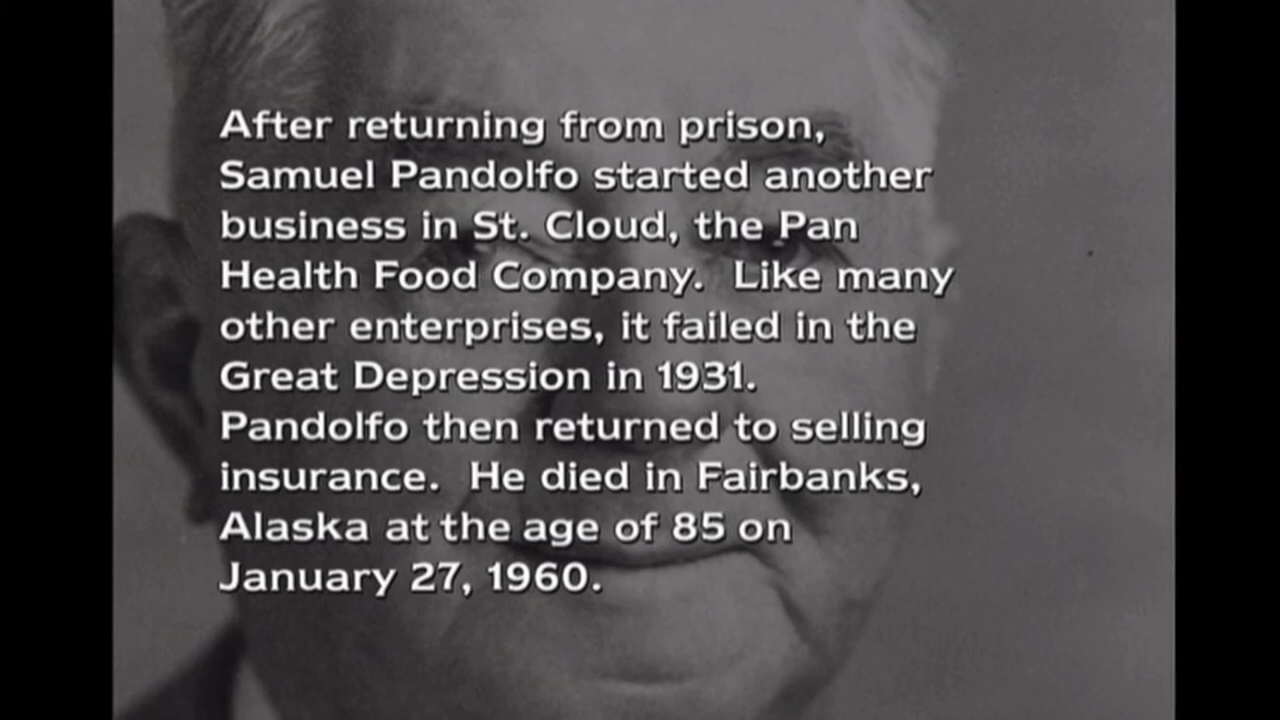 After returning from prison,
Samuel Pandolfo started another
business in St. Cloud, the Pan
Health Food Company.  Like many
other enterprises, it failed in the
Great Depression in 1931.
Pandolfo then returned to selling
insurance.  He died in Fairbanks,
Alaska at the age of 85 on
January 27, 1960.